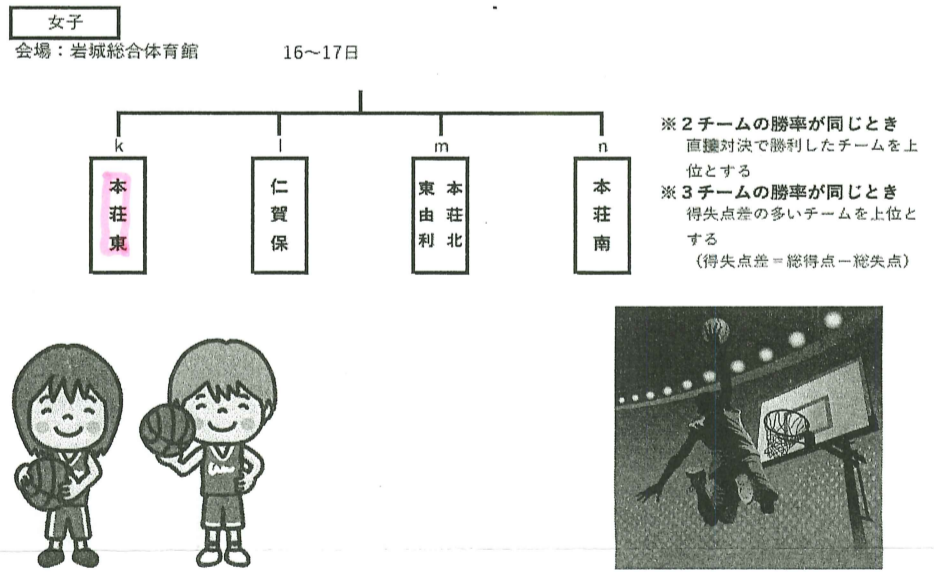 女子
会場：岩城総合体育館
16〜17日
k
l
m
n
本荘東
仁賀保
本荘北
東由利
本荘南
※２チームの勝率が同じとき
直接対決で勝利したチームを上
位とする
※３チームの勝率が同じとき
得失点差の多いチームを上位と
する
（得失点差＝総得点－総失点）